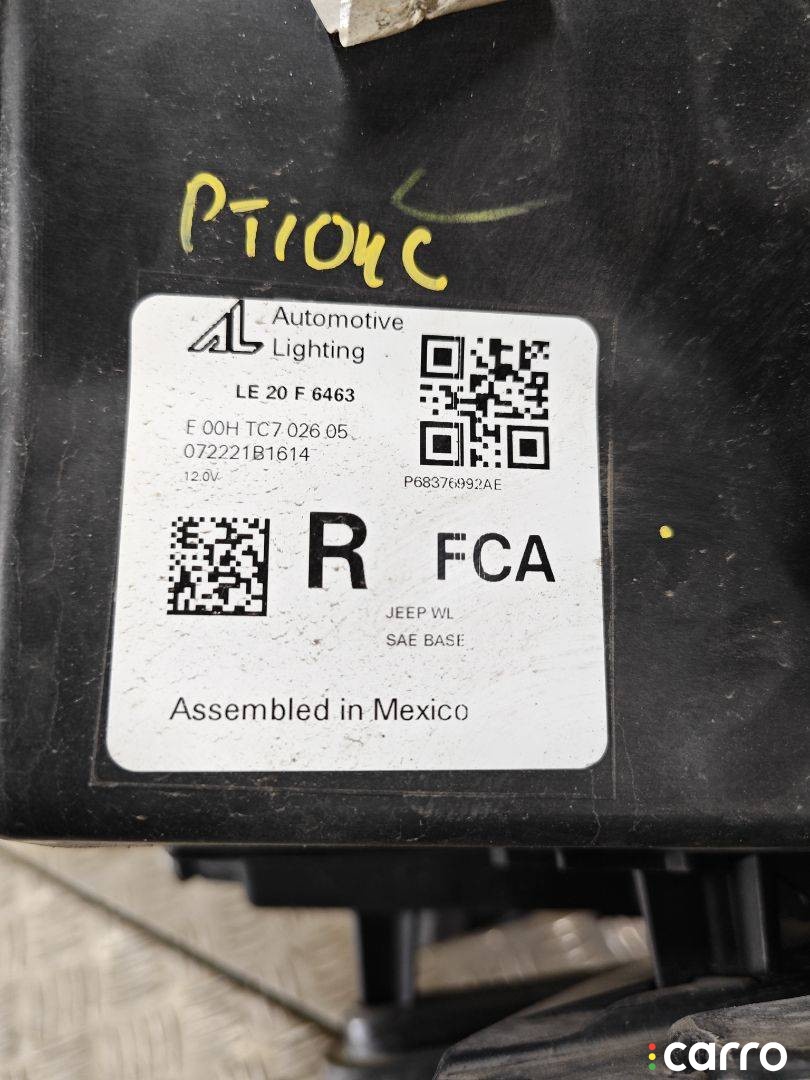 PT104C
Automotive
Lighting
LE 20 F 6463
E 00H TC7 026 05
072221B1614
12.0V
P68376992AE
R
FCA
JEEP WL
SAE BASE
Assembled in Mexico
carro